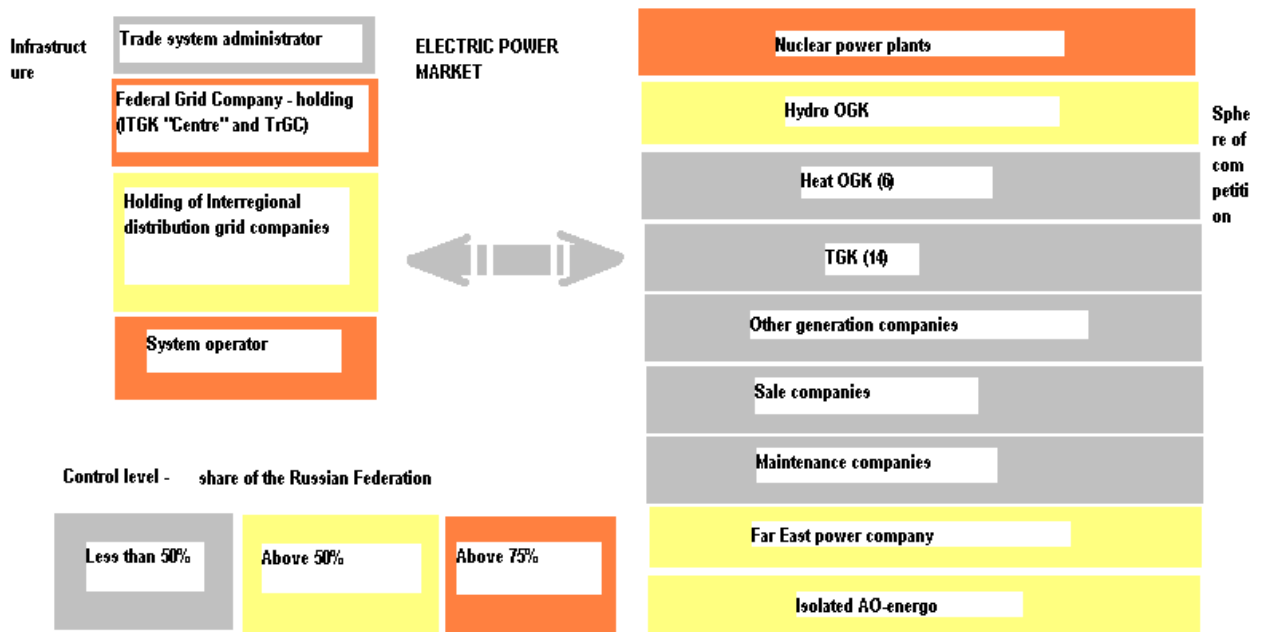 Infrastruct
ure
Trade system administrator
Federal Grid Company - holding
(ITGK "Centre" and TrGC)
Holding of Interregional
distribution grid companies
System operator
ELECTRIC POWER
MARKET
Nuclear power plants
Hydro OGK
Heat OGK (6)
TGK (14)
Other generation companies
Sale companies
Maintenance companies
Far East power company
Isolated AO-energo
Sphe
re of
com
petiti
on
Control level - share of the Russian Federation
Less than 50%
Above 50%
Above 75%